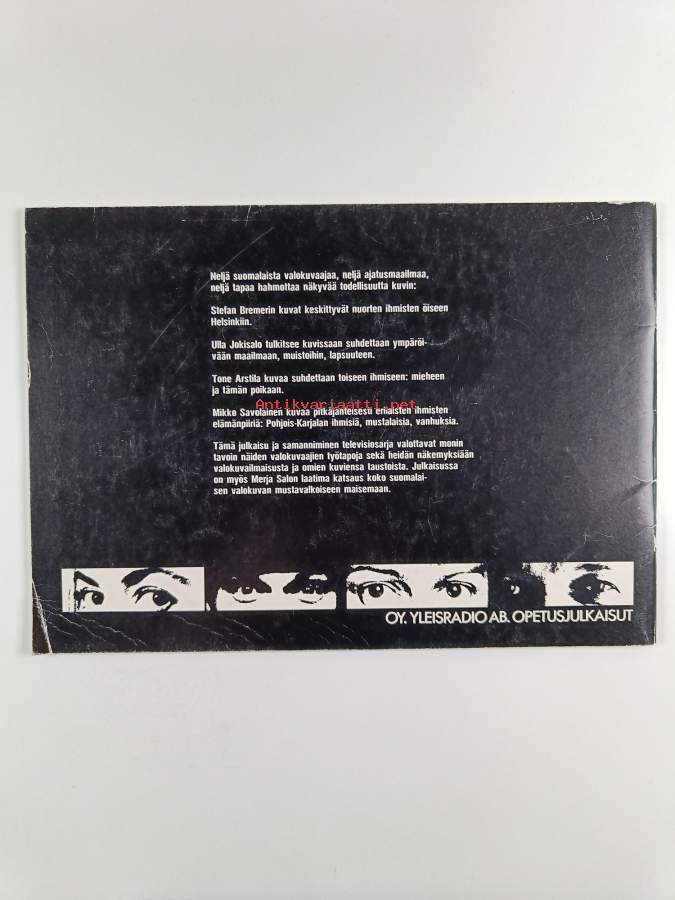 Neljä suomalaista valokuvaajaa, neljä ajatusmaailmaa,
neljä tapaa hahmottaa näkyvää todellisuutta kuvin:
Stefan Bremerin kuvat keskittyvät nuorten ihmisten öiseen
Helsinkiin.
Ulla Jokisalo tulkitsee kuvissaan suhdettaan ympäröi-
vään maailmaan, muistoihin, lapsuuteen.
Tone Arstila kuvaa suhdettaan toiseen ihmiseen: mieheen
ja tämän poikaan.
Antikvariaatti.net
Mikko Savolainen kuvaa pitkäjänteisesti erilaisten ihmisten
elämänpiiriä: Pohjois-Karjalan ihmisiä, mustalaisia, vanhuksia.
Tämä julkaisu ja samanniminen televisiosarja valottavat monin
tavoin näiden valokuvaajien työtapoja sekä heidän näkemyksiään
valokuvailmaisusta ja omien kuviensa taustoista. Julkaisussa
on myös Merja Salon laatima katsaus koko suomalai-
sen valokuvan mustavalkoiseen maisemaan.
OY. YLEISRADIO AB. OPETUSJULKAISUT